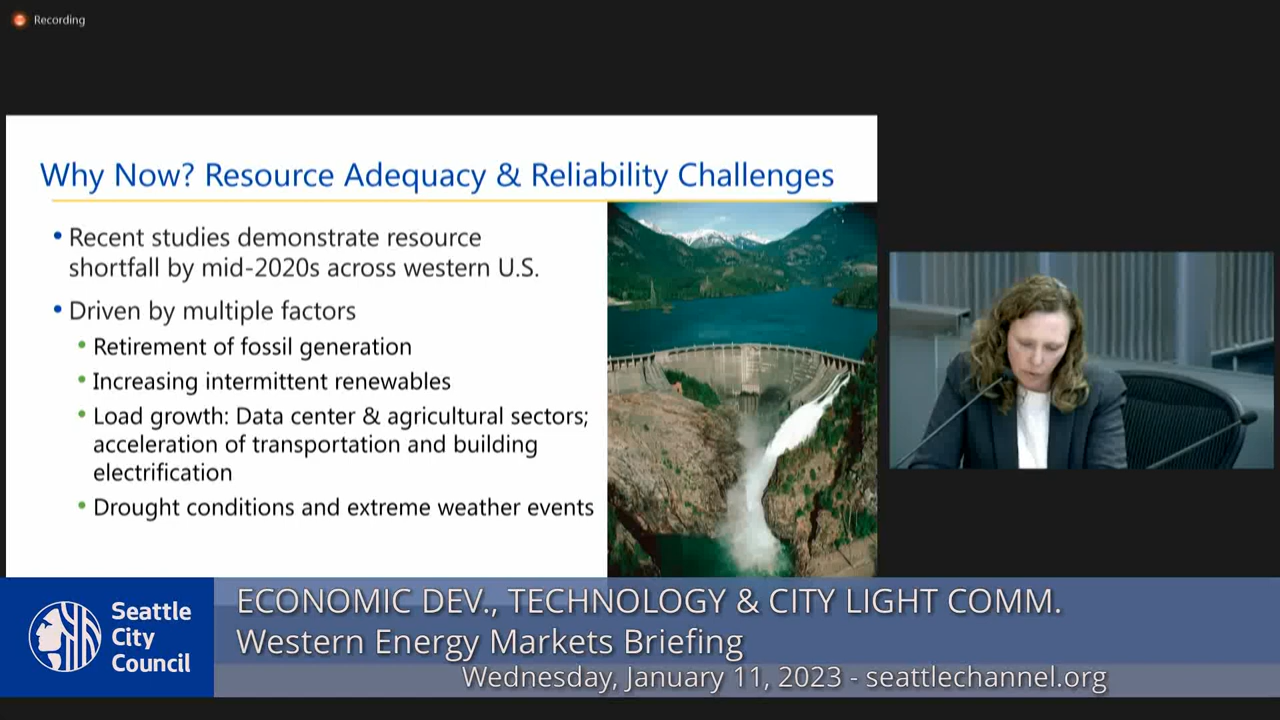 Recording
Why Now? Resource Adequacy & Reliability Challenges
• Recent studies demonstrate resource
shortfall by mid-2020s across western U.S.
• Driven by multiple factors
• Retirement of fossil generation
• Increasing intermittent renewables
• Load growth: Data center & agricultural sectors;
acceleration of transportation and building
electrification
• Drought conditions and extreme weather events
Seattle
City
Council
ECONOMIC DEV., TECHNOLOGY & CITY LIGHT COMM.
Western Energy Markets Briefing
Wednesday, January 11, 2023 - seattlechannel.org